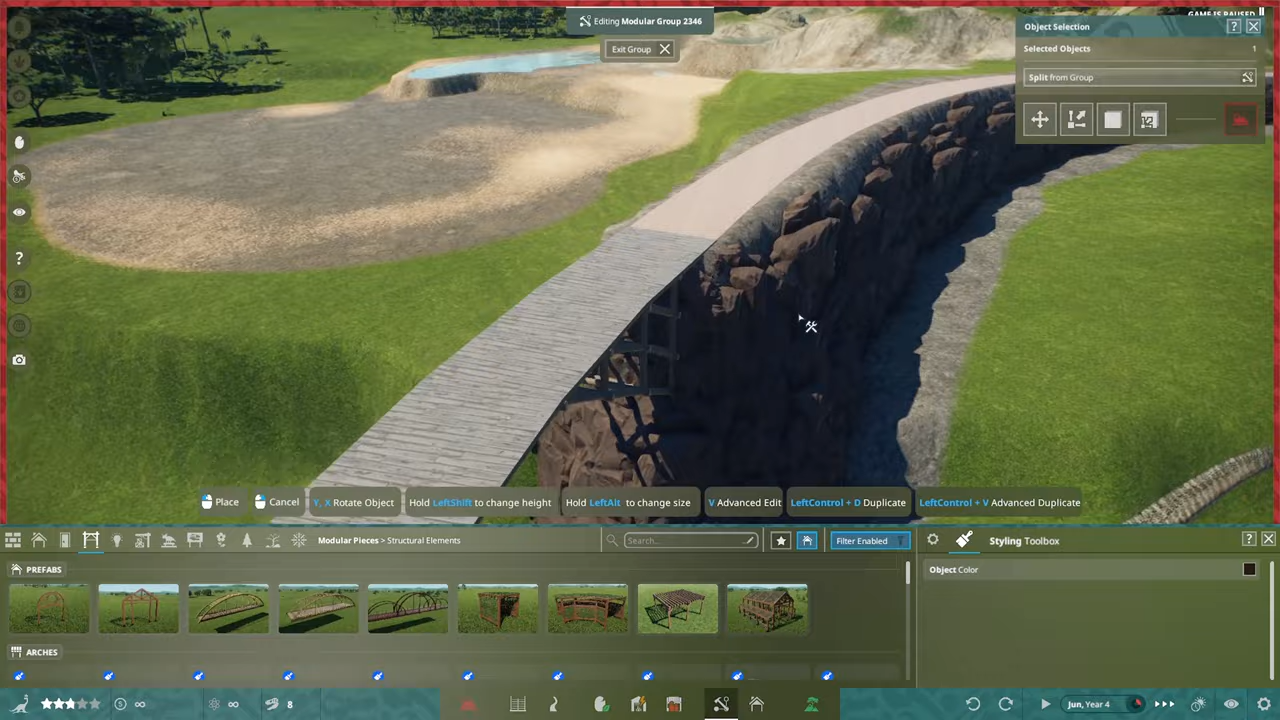 GAME IS PAUSED
Editing Modular Group 2346
Exit Group
Object Selection
?
Selected Objects 1
Split from Group
?
Place
Cancel
Y, X Rotate Object
Hold LeftShift to change height
Hold LeftAlt to change size
V Advanced Edit
LeftControl + D Duplicate
LeftControl + V Advanced Duplicate
Modular Pieces > Structural Elements
Search...
Filter Enabled
Styling Toolbox
?
PREFABS
Object Color
ARCHES
8
Jun, Year 4